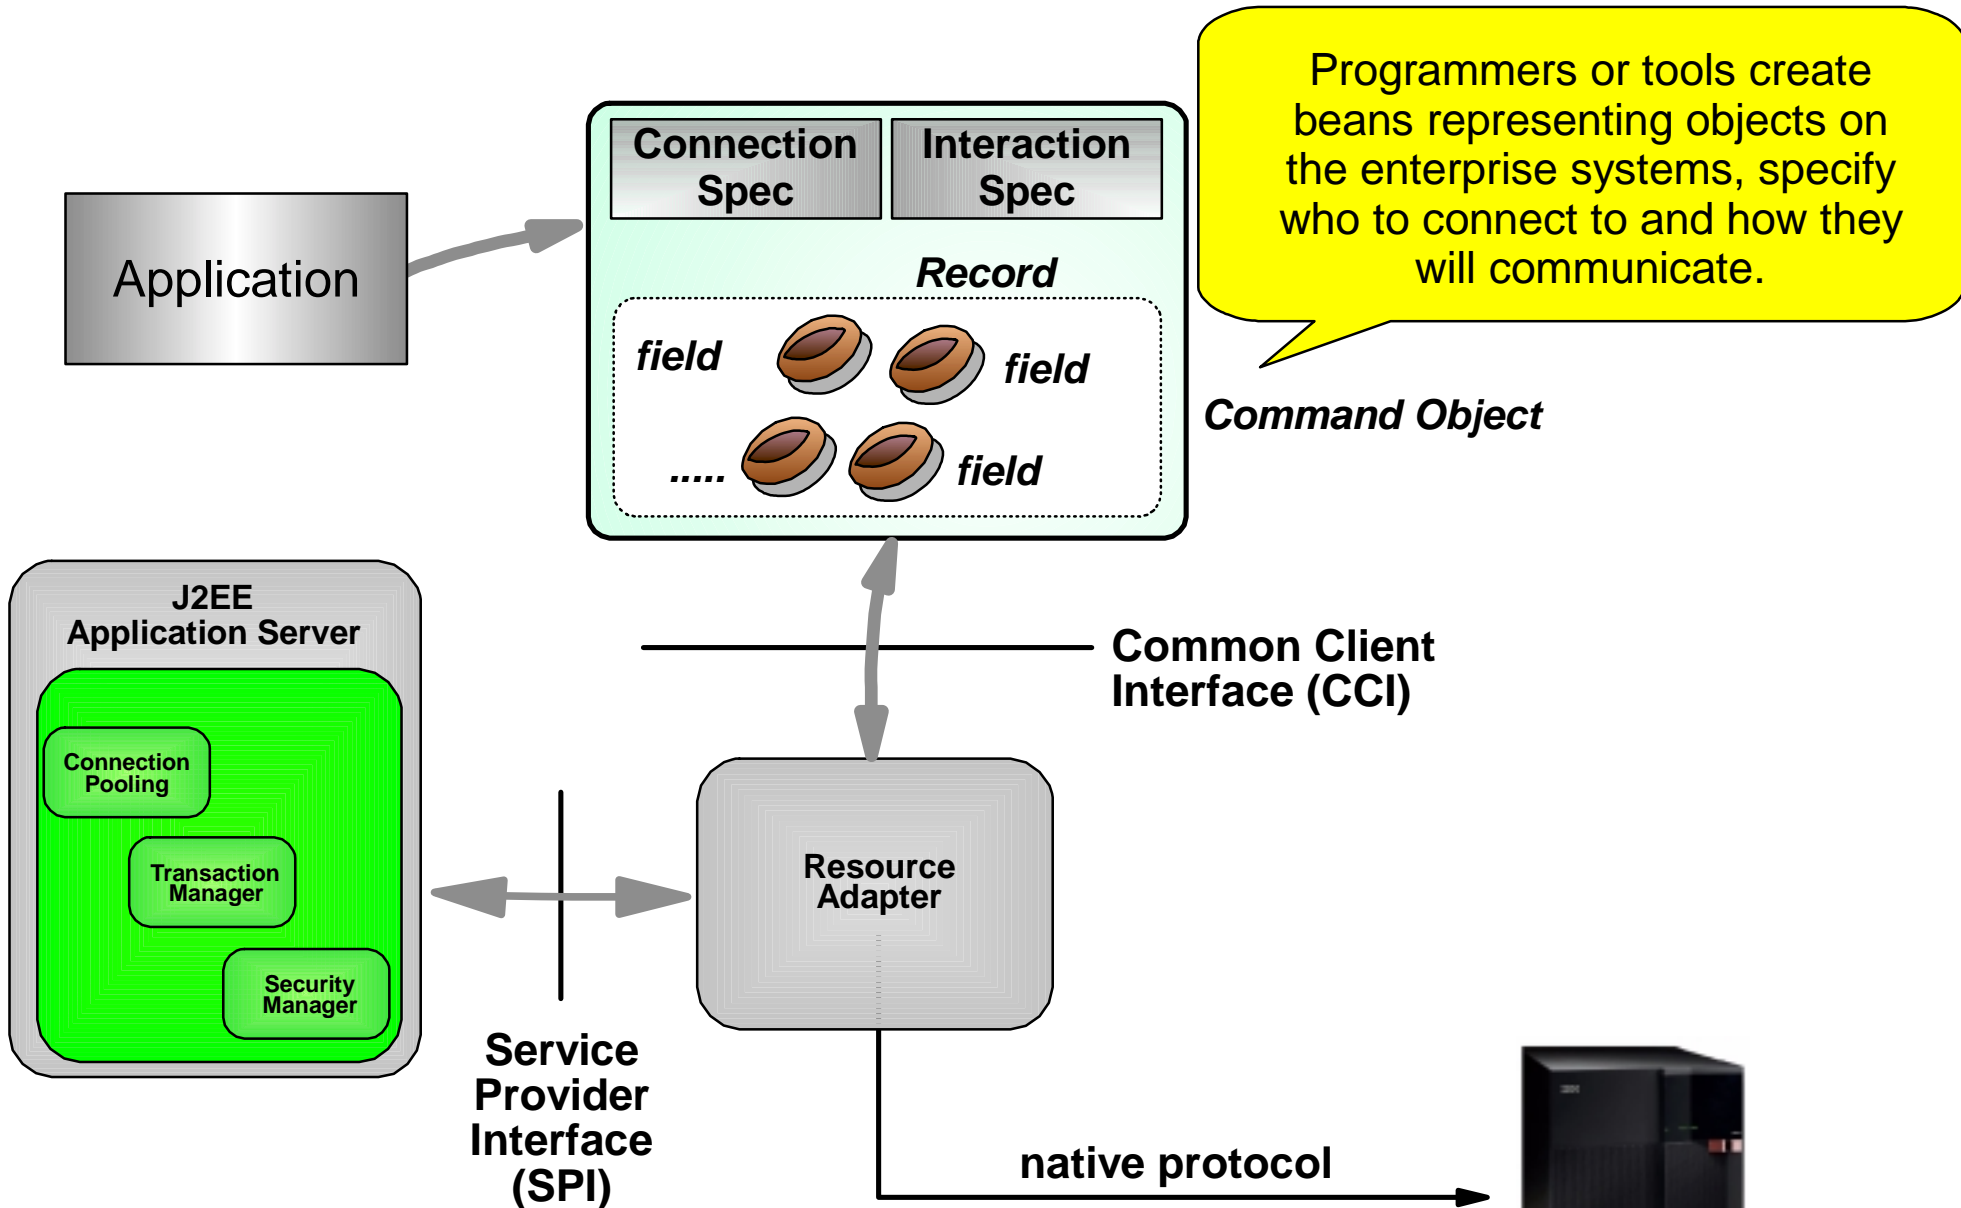 Programmers or tools create
beans representing objects on
the enterprise systems, specify
who to connect to and how they
will communicate.
Connection
Spec
Interaction
Spec
Application
Record
field
field
.....
field
Command Object
J2EE
Application Server
Connection
Pooling
Transaction
Manager
Security
Manager
Common Client
Interface (CCI)
Resource
Adapter
Service
Provider
Interface
(SPI)
native protocol
IBM